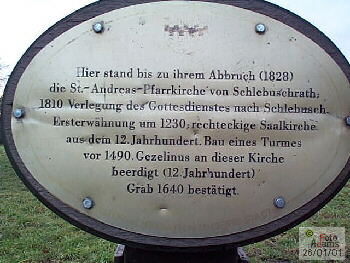 Hier stand bis zu ihrem Abbruch (1828)
die St.-Andreas-Pfarrkirche von Schlebuschrath;
1810 Verlegung des Gottesdienstes nach Schlebusch.
Ersterwähnung um 1230; rechteckige Saalkirche
aus dem 12. Jahrhundert. Bau eines Turmes
vor 1490. Gezelinus an dieser Kirche
beerdigt (12. Jahrhundert)
Grab 1640 bestätigt.
Foto
Adams
26/01/01